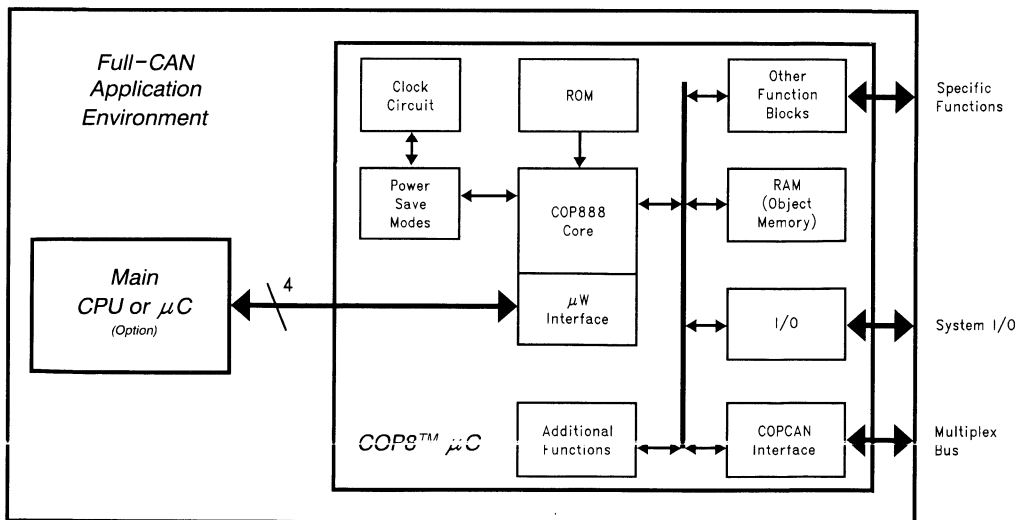 Full-CAN
Application
Environment
Clock
Circuit
ROM
Other
Function
Blocks
Specific
Functions
Power
Save
Modes
COP888
Core
RAM
(Object
Memory)
Main
CPU or μC
(Option)
4
μW
Interface
I/O
System I/O
COP8™ μC
Additional
Functions
COPCAN
Interface
Multiplex
Bus